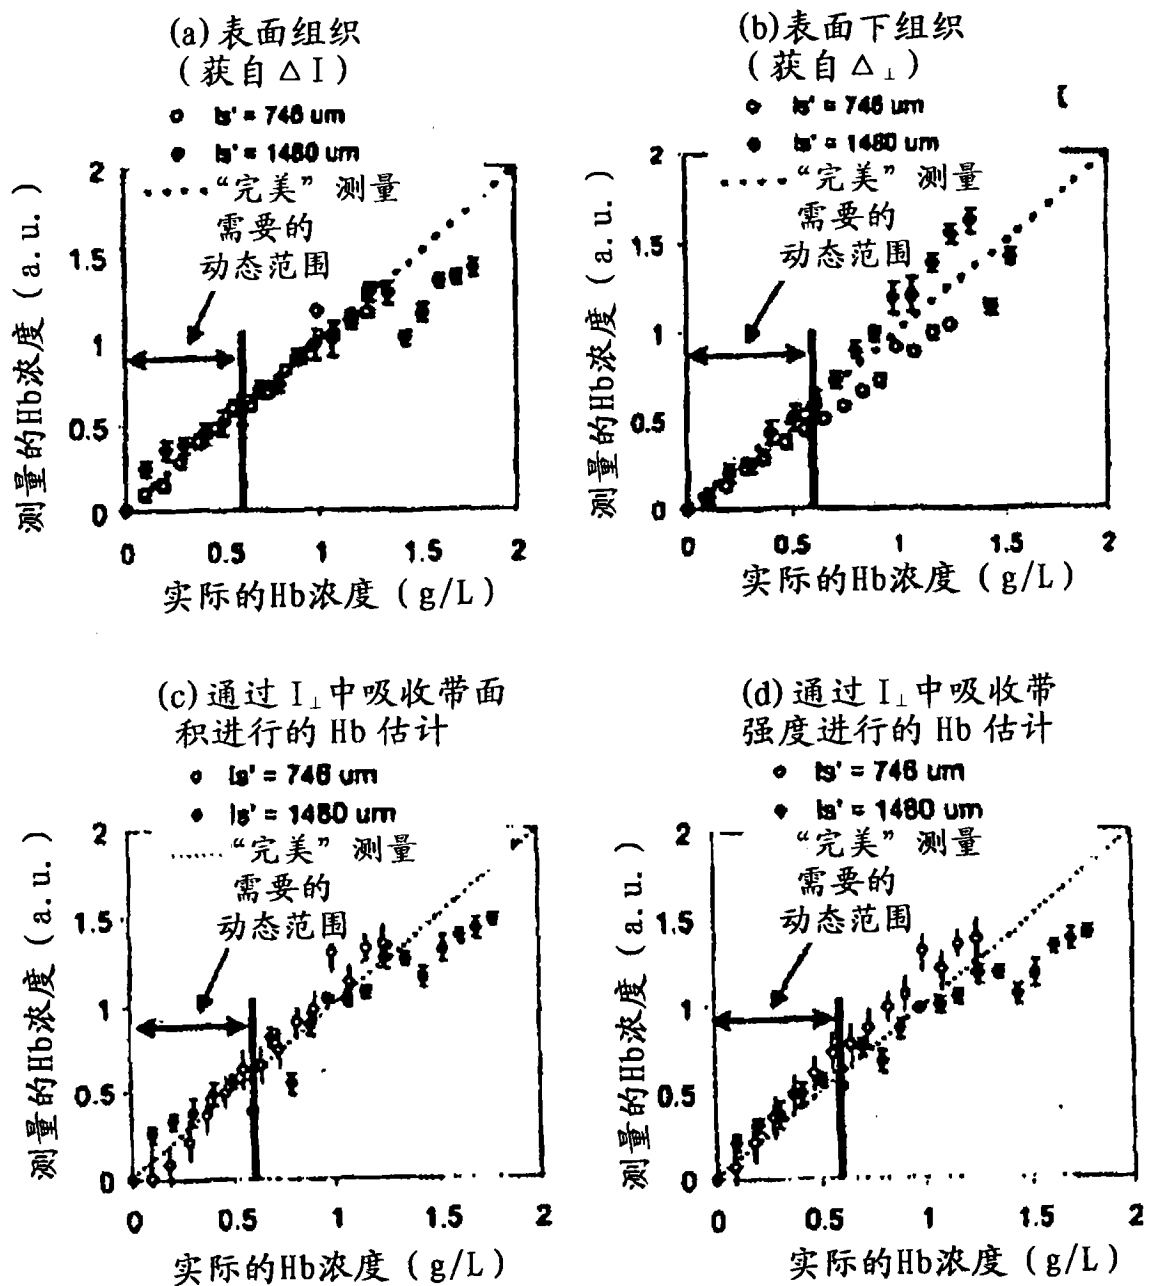 (a)表面组织
(获自△I)
ls' = 746 um
ls' = 1480 um
“完美”测量
需要的
动态范围
测量的Hb浓度(a.u.)
2
1.5
1
0.5
0
0 0.5 1 1.5 2
实际的Hb浓度(g/L)
(b)表面下组织
(获自△⊥)
ls' = 746 um
ls' = 1480 um
“完美”测量
需要的
动态范围
测量的Hb浓度(a.u.)
2
1.5
1
0.5
0
0 0.5 1 1.5 2
实际的Hb浓度(g/L)
(c)通过 I⊥中吸收带面
积进行的 Hb 估计
ls' = 746 um
ls' = 1480 um
“完美”测量
需要的
动态范围
测量的Hb浓度(a.u.)
2
1.5
1
0.5
0
0 0.5 1 1.5 2
实际的Hb浓度(g/L)
(d)通过 I⊥中吸收带
强度进行的 Hb 估计
ls' = 746 um
ls' = 1480 um
“完美”测量
需要的
动态范围
测量的Hb浓度(a.u.)
2
1.5
1
0.5
0
0 0.5 1 1.5 2
实际的Hb浓度(g/L)